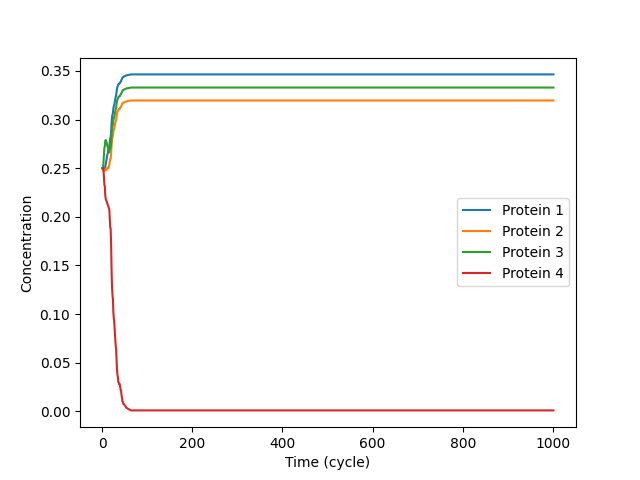 0.35
0.30
0.25
0.20
0.15
0.10
0.05
0.00
Concentration
Protein 1
Protein 2
Protein 3
Protein 4
0 200 400 600 800 1000
Time (cycle)